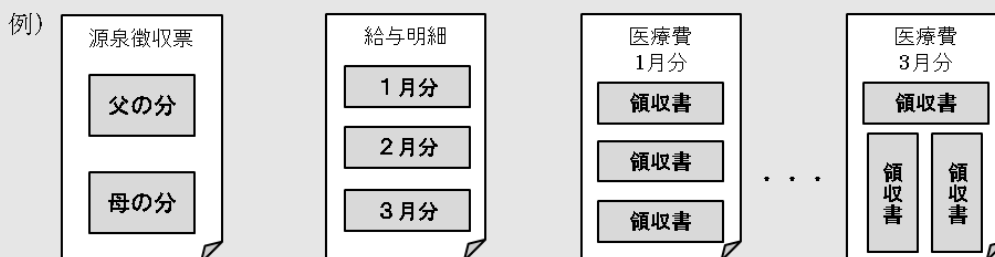 例）
源泉徴収票
父の分
母の分
給与明細
１月分
２月分
３月分
医療費
1月分
領収書
領収書
領収書
・・・
医療費
3月分
領収書
領収書
領収書